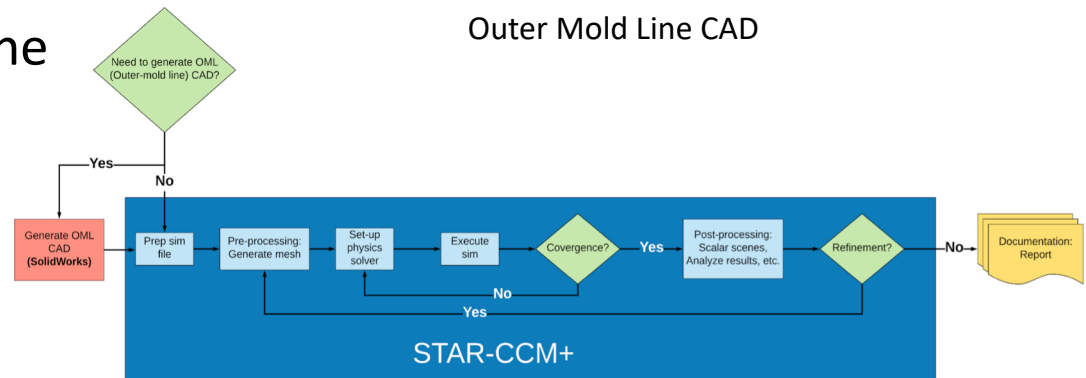 ne
Outer Mold Line CAD
Need to generate OML
(Outer-mold line) CAD?
Yes
No
Generate OML
CAD
(SolidWorks)
Prep sim
file
Pre-processing:
Generate mesh
Set-up
physics
solver
Execute
sim
Covergence?
Yes
No
Post-processing:
Scalar scenes,
Analyze results, etc.
Refinement?
Yes
No
Documentation:
Report
STAR-CCM+